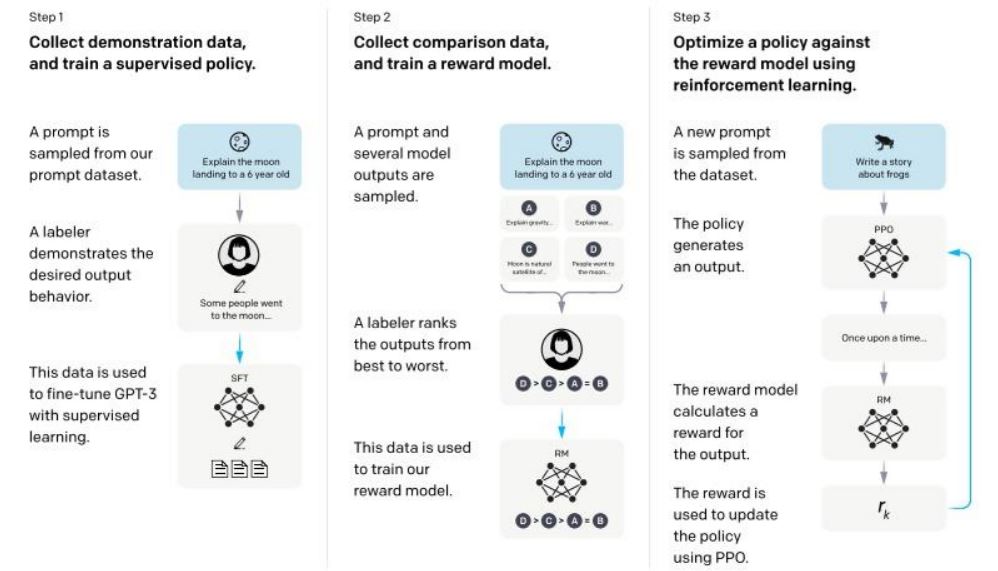 Step 1
Collect demonstration data,
and train a supervised policy.
A prompt is
sampled from our
prompt dataset.
Explain the moon
landing to a 6 year old
A labeler
demonstrates the
desired output
behavior.
Some people went
to the moon...
This data is used
to fine-tune GPT-3
with supervised
learning.
SFT
Step 2
Collect comparison data,
and train a reward model.
A prompt and
several model
outputs are
sampled.
Explain the moon
landing to a 6 year old
A
Explain gravity...
B
Explain war...
C
Moon is natural
satellite of...
D
People went to
the moon...
A labeler ranks
the outputs from
best to worst.
D > C > A = B
This data is used
to train our
reward model.
RM
D > C > A = B
Step 3
Optimize a policy against
the reward model using
reinforcement learning.
A new prompt
is sampled from
the dataset.
Write a story
about frogs
The policy
generates
an output.
PPO
Once upon a time...
The reward model
calculates a
reward for
the output.
RM
The reward is
used to update
the policy
using PPO.
rk